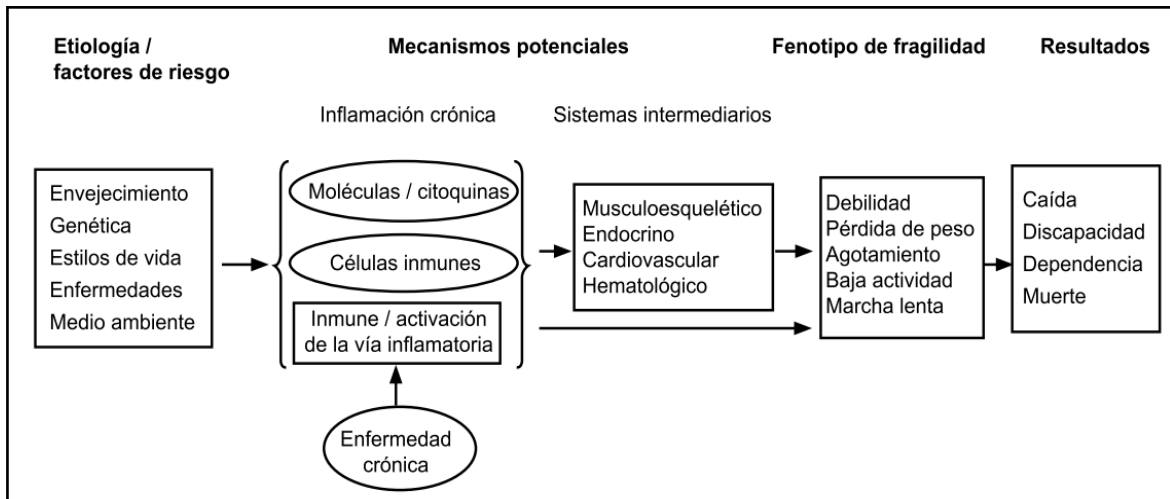 Etiología /
factores de riesgo
Mecanismos potenciales
Fenotipo de fragilidad
Resultados
Inflamación crónica
Sistemas intermediarios
Envejecimiento
Genética
Estilos de vida
Enfermedades
Medio ambiente
Moléculas / citoquinas
Células inmunes
Inmune / activación
de la vía inflamatoria
Enfermedad
crónica
Musculoesquelético
Endocrino
Cardiovascular
Hematológico
Debilidad
Pérdida de peso
Agotamiento
Baja actividad
Marcha lenta
Caída
Discapacidad
Dependencia
Muerte